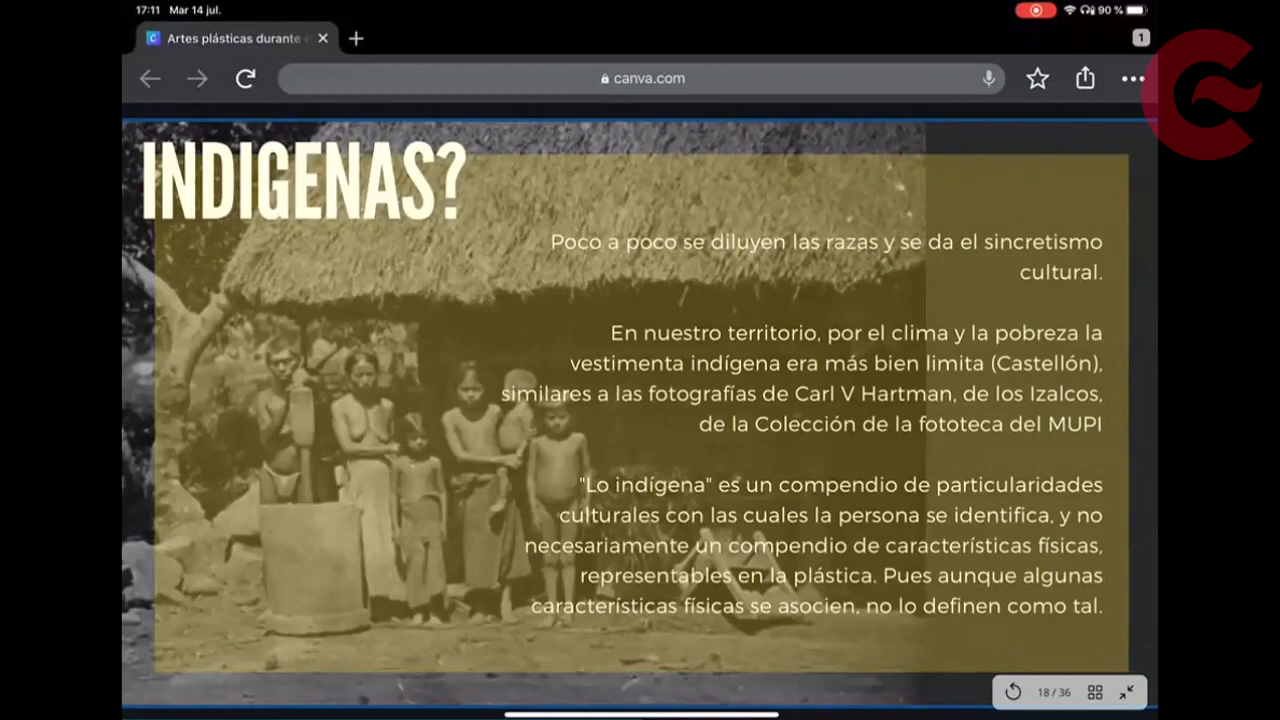 17:11 Mar 14 jul.
90 %
Artes plásticas durante
1
canva.com
INDIGENAS?
Poco a poco se diluyen las razas y se da el sincretismo
cultural.
En nuestro territorio, por el clima y la pobreza la
vestimenta indígena era más bien limita (Castellón),
similares a las fotografías de Carl V Hartman, de los Izalcos,
de la Colección de la fototeca del MUPI
"Lo indígena" es un compendio de particularidades
culturales con las cuales la persona se identifica, y no
necesariamente un compendio de características físicas,
representables en la plástica. Pues aunque algunas
características físicas se asocien, no lo definen como tal.
18 / 36